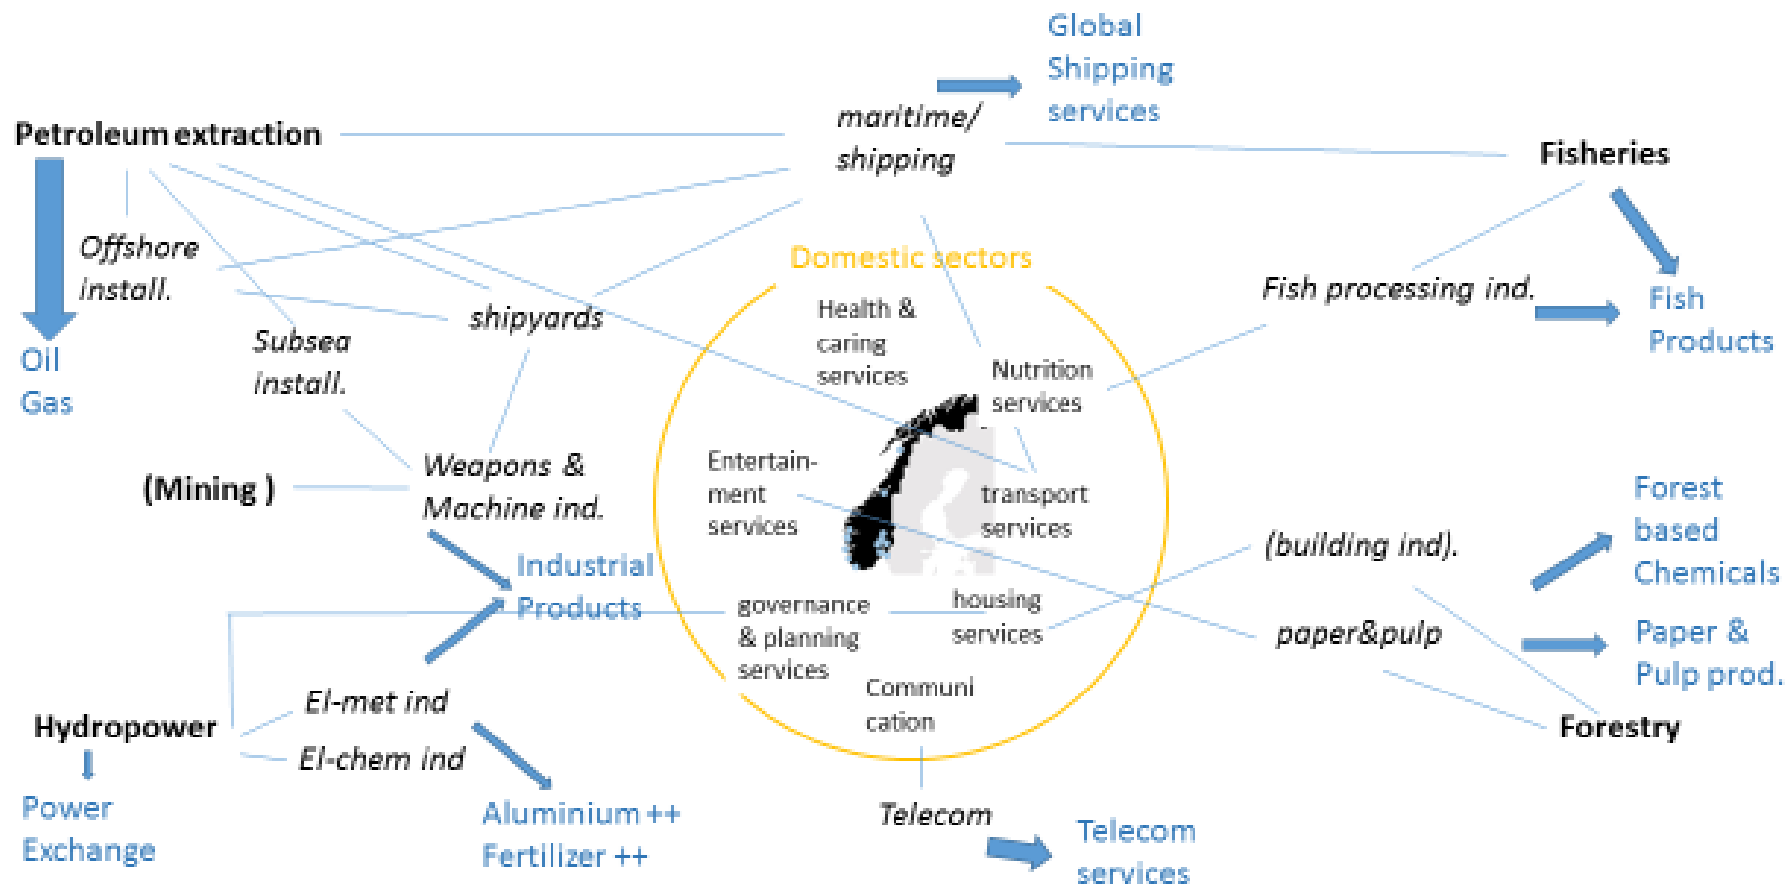 Global
Shipping
services
Petroleum extraction
maritime/
shipping
Fisheries
Offshore
install.
Domestic sectors
Fish processing ind.
Fish
Products
shipyards
Health &
caring
services
Subsea
install.
Oil
Gas
Nutrition
services
Weapons &
Machine ind.
(Mining )
Entertain-
ment
services
transport
services
Forest
based
Chemicals
(building ind).
Industrial
Products
governance
& planning
services
housing
services
paper&pulp
Paper &
Pulp prod.
Communi
cation
El-met ind
Hydropower
El-chem ind
Forestry
Power
Exchange
Aluminium ++
Fertilizer ++
Telecom
Telecom
services